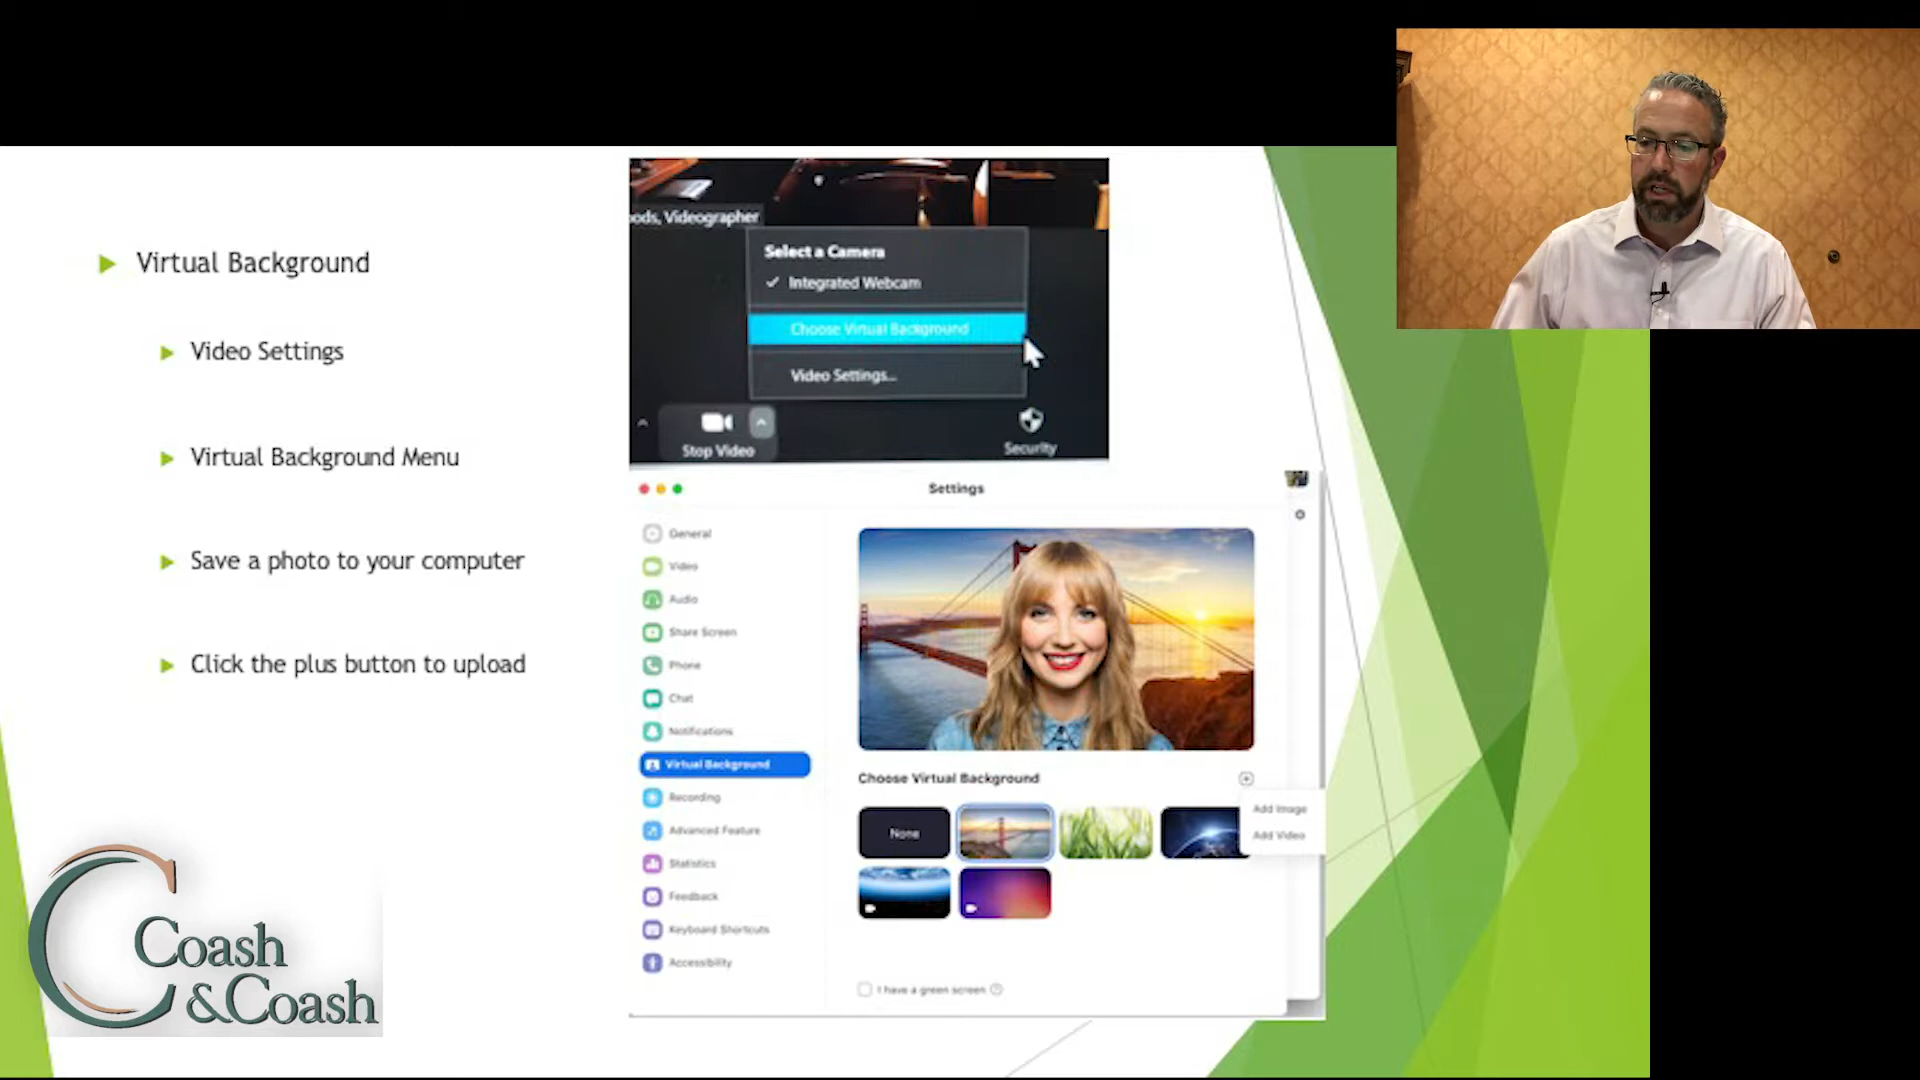 Virtual Background
Video Settings
Virtual Background Menu
Save a photo to your computer
Click the plus button to upload
Coash
&Coash
ods, Videographer
Select a Camera
Integrated Webcam
Choose Virtual Background
Video Settings...
Stop Video
Security
Settings
General
Video
Audio
Share Screen
Phone
Chat
Notifications
Virtual Background
Recording
Advanced Feature
Statistics
Feedback
Keyboard Shortcuts
Accessibility
Choose Virtual Background
Add Image
Add Video
None
I have a green screen